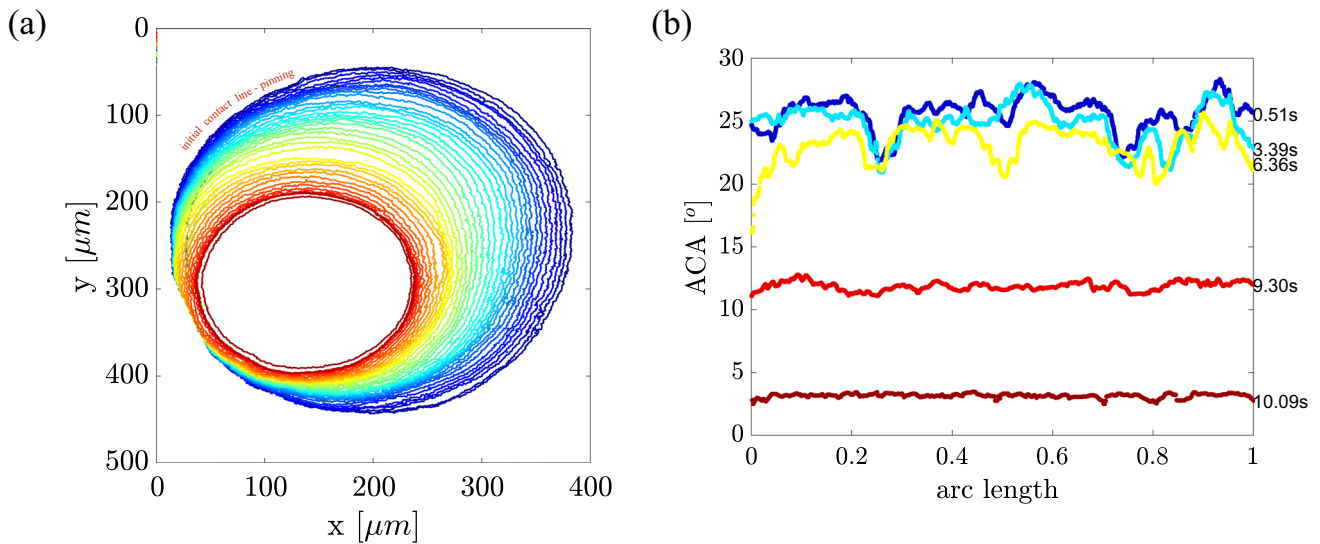 (a)
initial contact line - pinning
0
100
200
300
400
500
y [μm]
0
100
200
300
400
x [μm]
(b)
30
25
20
15
10
5
0
ACA [o]
0.51s
3.39s
6.36s
9.30s
10.09s
0
0.2
0.4
0.6
0.8
1
arc length